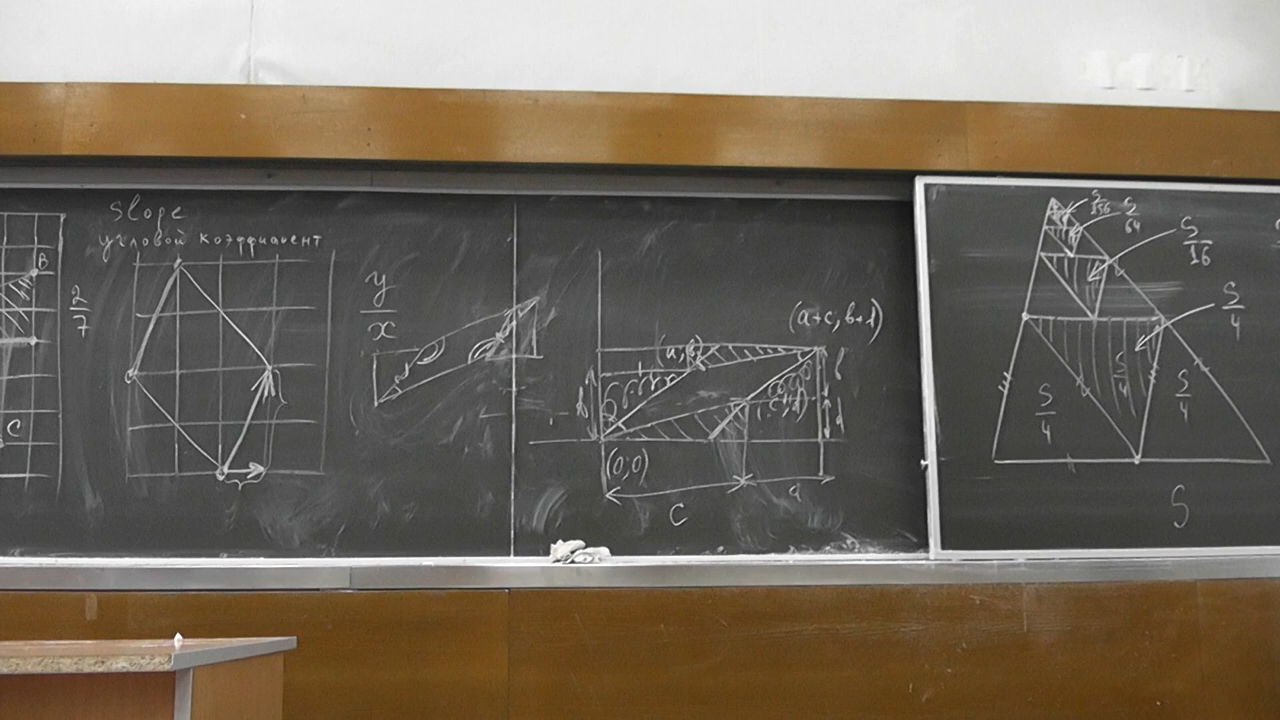 B
C
2
7
Slope
угловой коэффициент
y
x
(a+c, b+d)
(a,b)
(c,d)
b
d
b
(0;0)
c
a
S
256
S
64
S
16
S
4
S
4
S
4
S
4
S